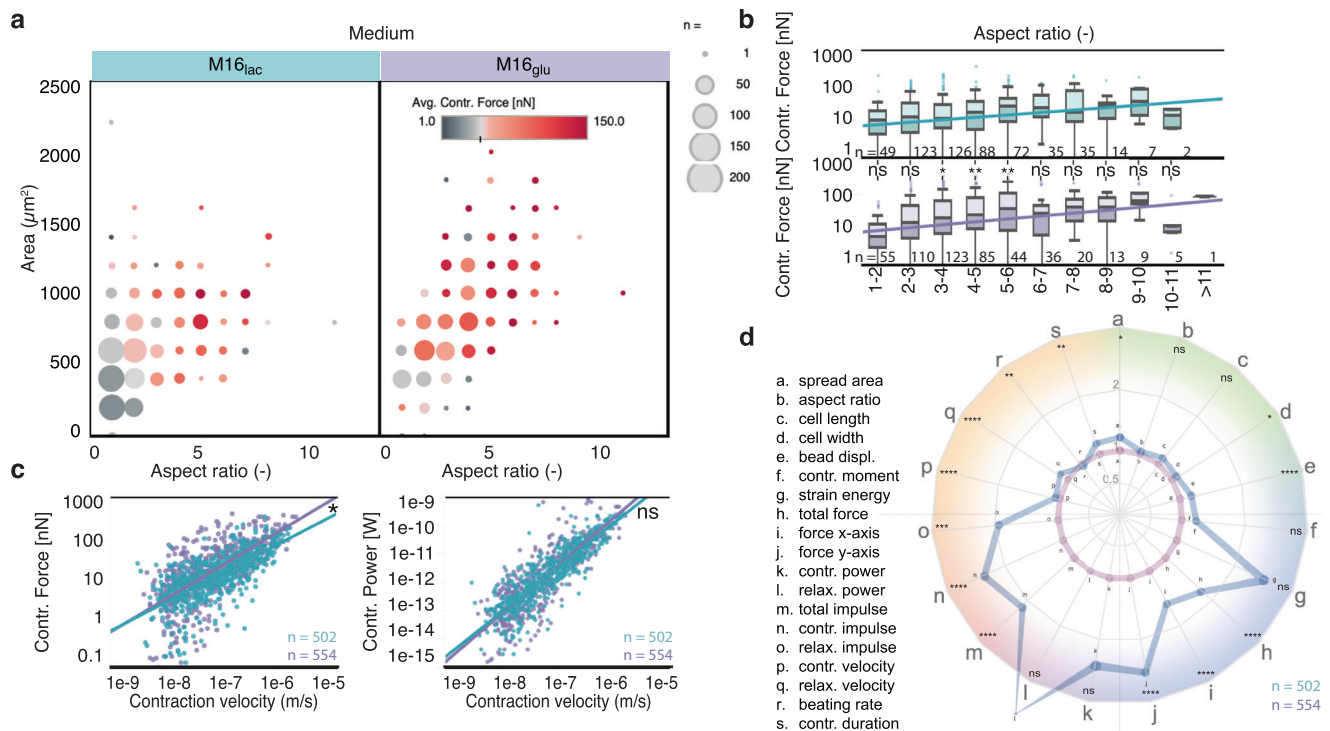 a
Medium
M16lac
M16glu
Area (µm²)
2500
2000
1500
1000
500
0
Avg. Contr. Force [nN]
1.0
150.0
0
5
10
0
5
10
Aspect ratio (-)
Aspect ratio (-)
n =
1
50
100
150
200
b
Aspect ratio (-)
Contr. Force [nN]
1000
100
10
1
n = 49 123 126 88 72 35 35 14 7 2
ns ns * ** ** ns ns ns ns ns
Contr. Force [nN]
1000
100
10
1
n = 55 110 123 85 44 36 20 13 9 5 1
1-2 2-3 3-4 4-5 5-6 6-7 7-8 8-9 9-10 10-11 >11
c
Contr. Force [nN]
1000
100
10
1
0.1
*
n = 502
n = 554
1e-9 1e-8 1e-7 1e-6 1e-5
Contraction velocity (m/s)
Contr. Power [W]
1e-9
1e-10
1e-11
1e-12
1e-13
1e-14
1e-15
ns
n = 502
n = 554
1e-9 1e-8 1e-7 1e-6 1e-5
Contraction velocity (m/s)
d
a. spread area
b. aspect ratio
c. cell length
d. cell width
e. bead displ.
f. contr. moment
g. strain energy
h. total force
i. force x-axis
j. force y-axis
k. contr. power
l. relax. power
m. total impulse
n. contr. impulse
o. relax. impulse
p. contr. velocity
q. relax. velocity
r. beating rate
s. contr. duration
a *
b ns
c ns
d *
e ****
f ns
g ns
h ****
i ****
j ****
k ns
l ns
m ****
n ****
o ***
p ****
q ****
r **
s **
2
1
0.5
n = 502
n = 554